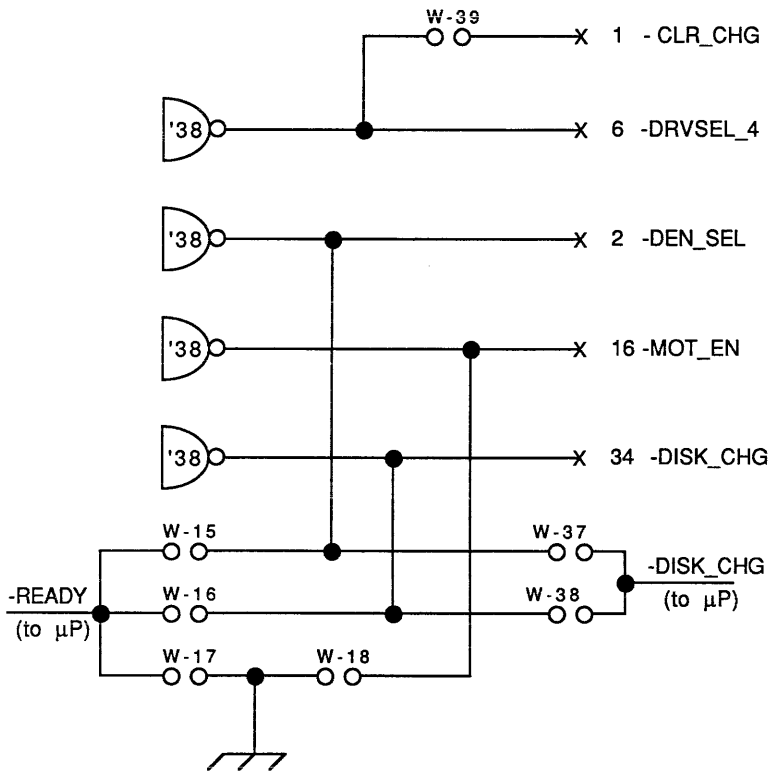 W-39
1 - CLR_CHG
'38
6 -DRVSEL_4
'38
2 -DEN_SEL
'38
16 -MOT_EN
'38
34 -DISK_CHG
W-15
W-37
-READY
(to µP)
W-16
W-38
-DISK_CHG
(to µP)
W-17
W-18